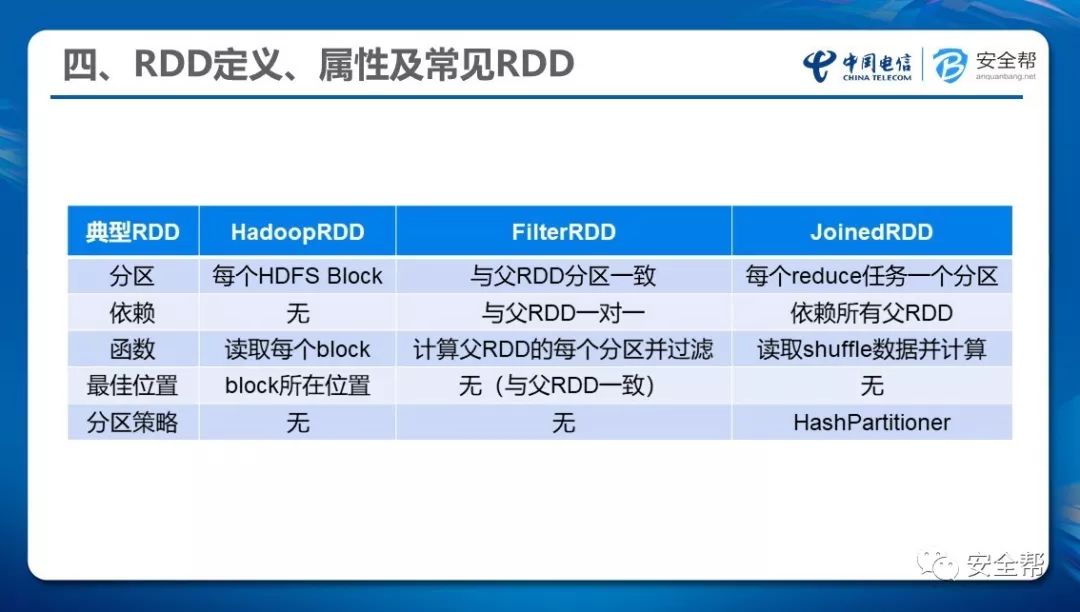 四、RDD定义、属性及常见RDD
中国电信 安全帮
CHINA TELECOM anquanbang.net
典型RDD HadoopRDD FilterRDD JoinedRDD
分区 每个HDFS Block 与父RDD分区一致 每个reduce任务一个分区
依赖 无 与父RDD一对一 依赖所有父RDD
函数 读取每个block 计算父RDD的每个分区并过滤 读取shuffle数据并计算
最佳位置 block所在位置 无（与父RDD一致） 无
分区策略 无 无 HashPartitioner
安全帮